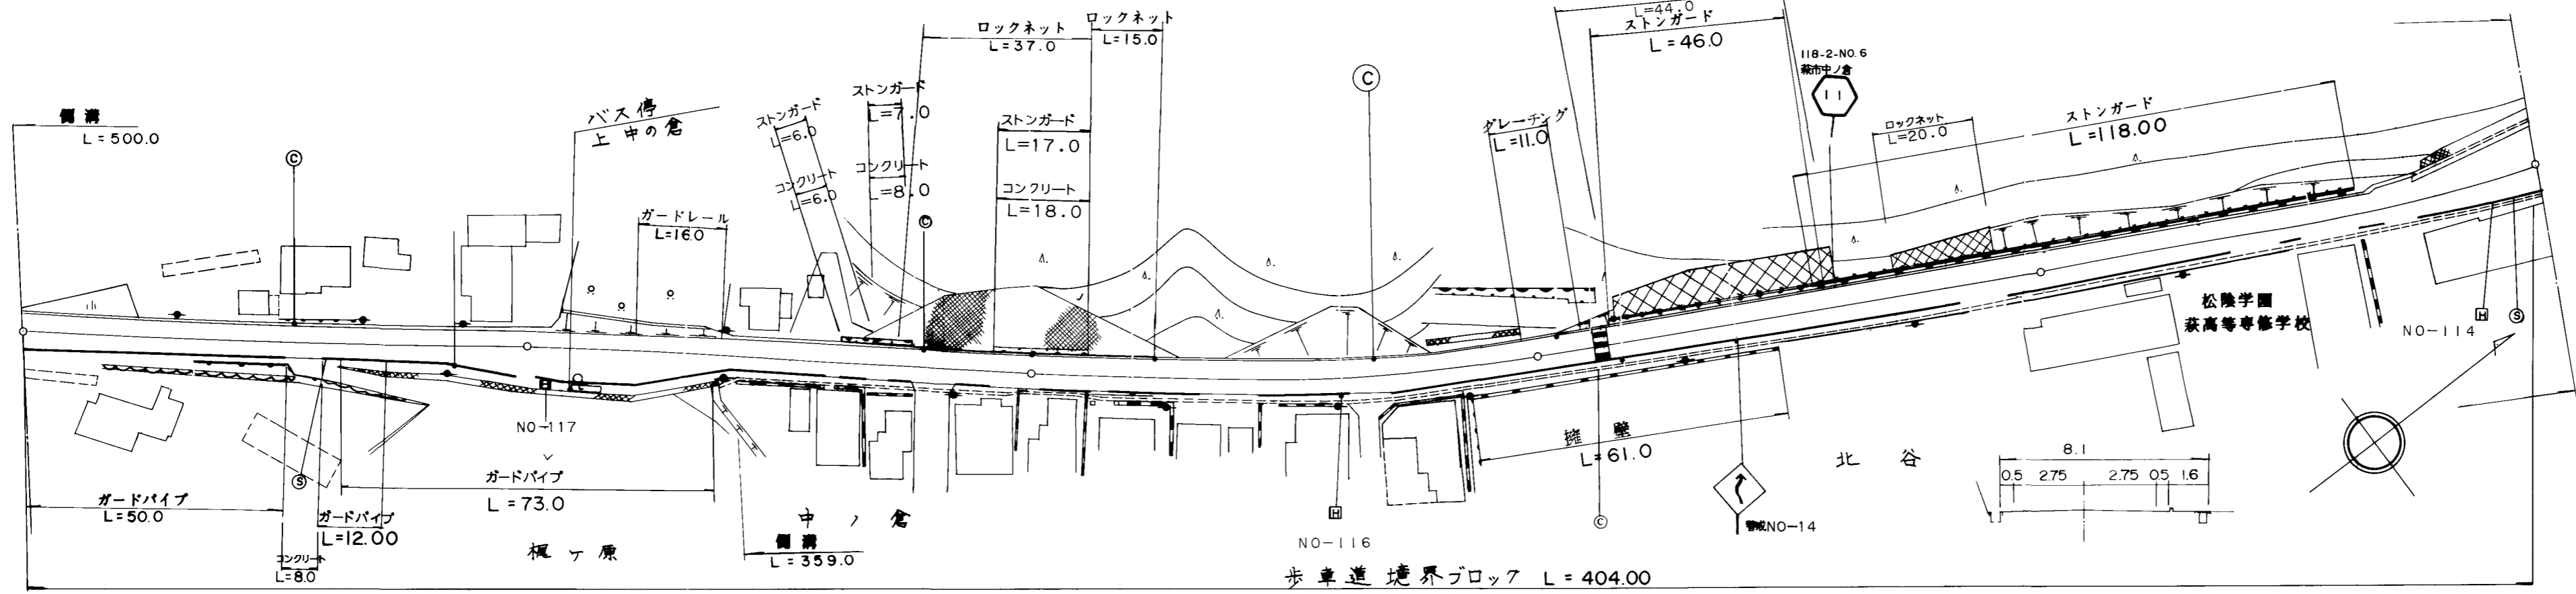 側溝
L=500.0
C
バス停
上中の倉
ガードレール
L=16.0
ストンガード
L=6.0
コンクリート
L=6.0
ストンガード
L=7.0
コンクリート
L=8.0
C
ロックネット
L=37.0
ロックネット
L=15.0
ストンガード
L=17.0
コンクリート
L=18.0
C
グレーチング
L=11.0
L=44.0
ストンガード
L=46.0
118-2-NO.6
萩市中ノ倉
11
ロックネット
L=20.0
ストンガード
L=118.00
松陰学園
萩高等専修学校
NO-114
H
S
ガードパイプ
L=50.0
S
コンクリート
L=8.0
ガードパイプ
L=12.00
H
NO-117
ガードパイプ
L=73.0
梶ヶ原
中ノ倉
側溝
L=359.0
H
NO-116
擁壁
L=61.0
C
警戒NO-14
北谷
8.1
0.5 2.75 2.75 0.5 1.6
歩車道境界ブロック L=404.00